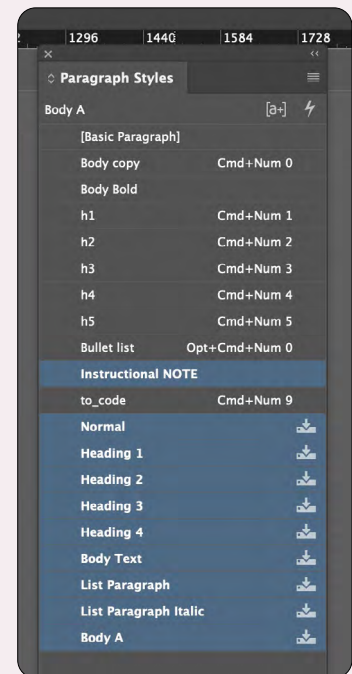 2 1296 1440 1584 1728
Paragraph Styles
Body A [a+]
[Basic Paragraph]
Body copy Cmd+Num 0
Body Bold
h1 Cmd+Num 1
h2 Cmd+Num 2
h3 Cmd+Num 3
h4 Cmd+Num 4
h5 Cmd+Num 5
Bullet list Opt+Cmd+Num 0
Instructional NOTE
to_code Cmd+Num 9
Normal
Heading 1
Heading 2
Heading 3
Heading 4
Body Text
List Paragraph
List Paragraph Italic
Body A